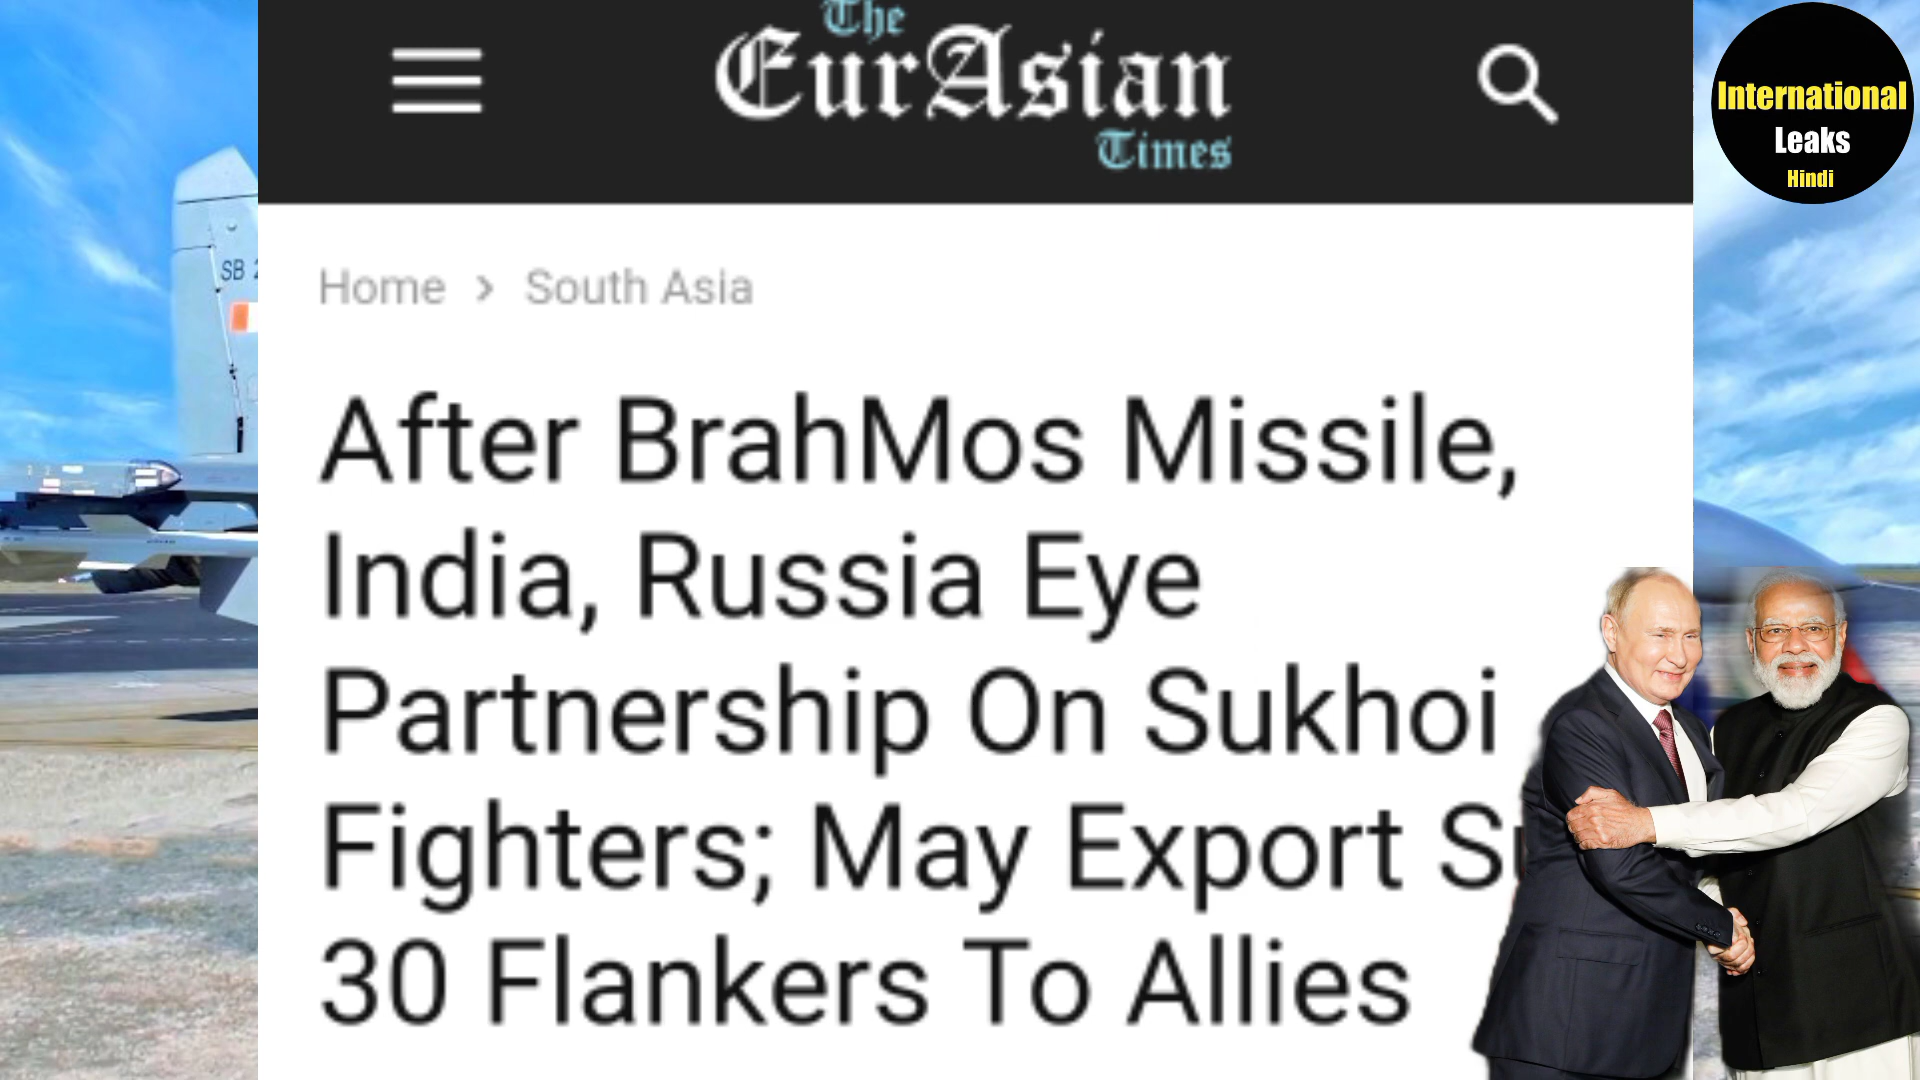 The
EurAsian
Times
International
Leaks
Hindi
SB
Home > South Asia
After BrahMos Missile,
India, Russia Eye
Partnership On Sukhoi
Fighters; May Export
30 Flankers To Allies